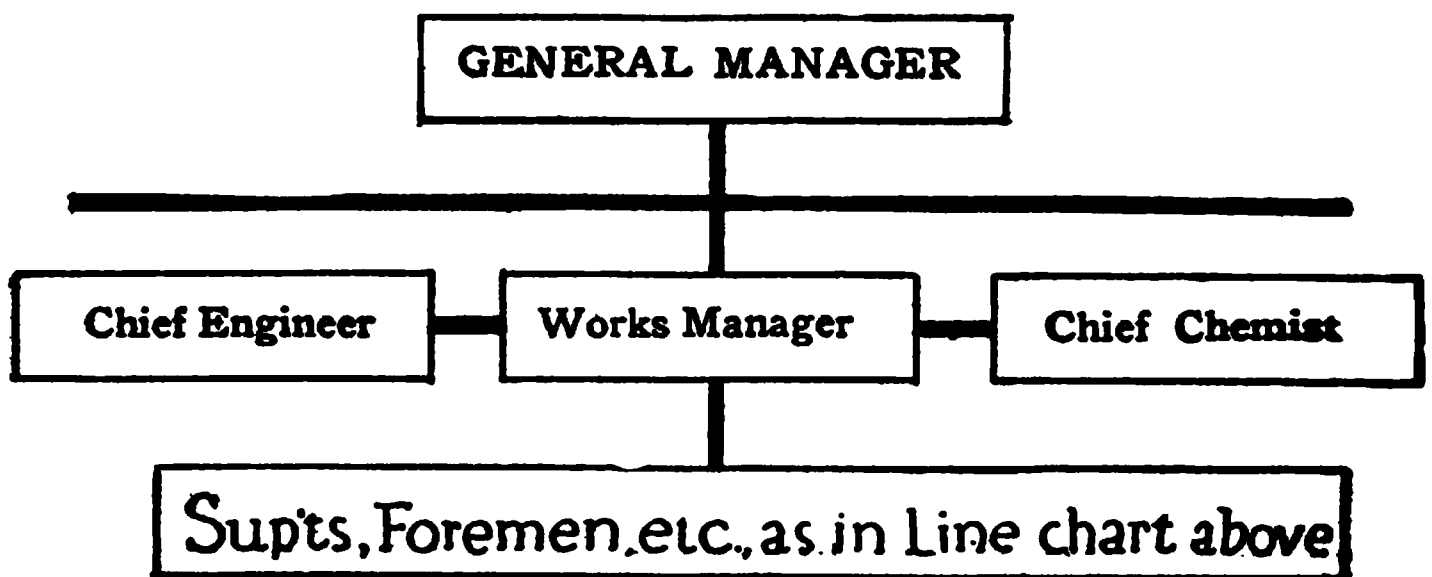 GENERAL MANAGER
Chief Engineer
Works Manager
Chief Chemist
Sup'ts, Foremen, etc., as in Line chart above